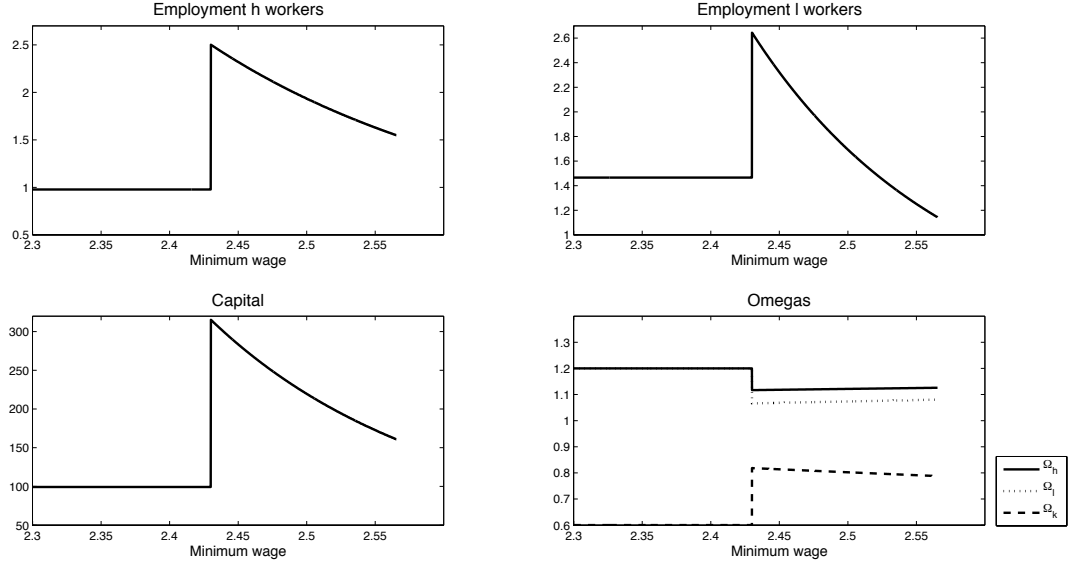 Employment h workers
2.5
2
1.5
1
0.5
2.3 2.35 2.4 2.45 2.5 2.55
Minimum wage
Employment l workers
2.6
2.4
2.2
2
1.8
1.6
1.4
1.2
1
2.3 2.35 2.4 2.45 2.5 2.55
Minimum wage
Capital
300
250
200
150
100
50
2.3 2.35 2.4 2.45 2.5 2.55
Minimum wage
Omegas
1.3
1.2
1.1
1
0.9
0.8
0.7
0.6
2.3 2.35 2.4 2.45 2.5 2.55
Minimum wage
Ω_h
Ω_l
Ω_k